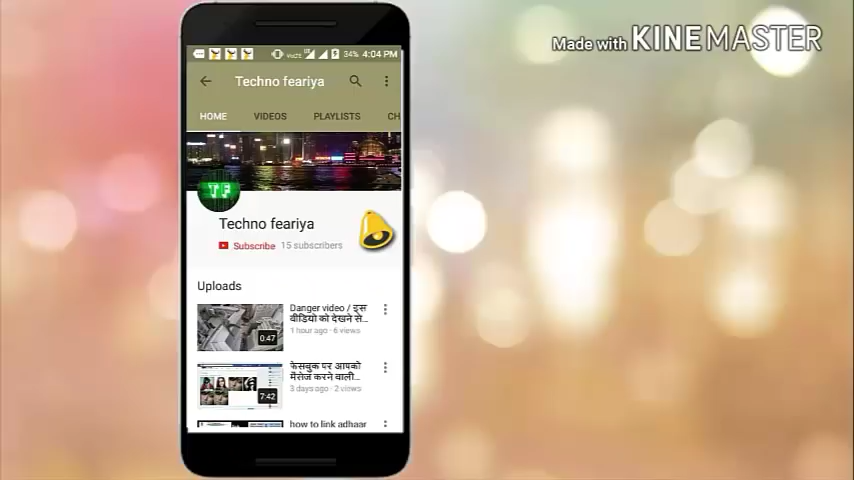 Made with KINEMASTER
VoLTE 34% 4:04 PM
Techno feariya
HOME VIDEOS PLAYLISTS CH
TF
Techno feariya
Subscribe 15 subscribers
Uploads
Danger video / इस
वीडियो को देखने से...
1 hour ago · 6 views
0:47
फेसबुक पर आपको
मैसेज करने वाली...
3 days ago · 2 views
7:42
how to link adhaar